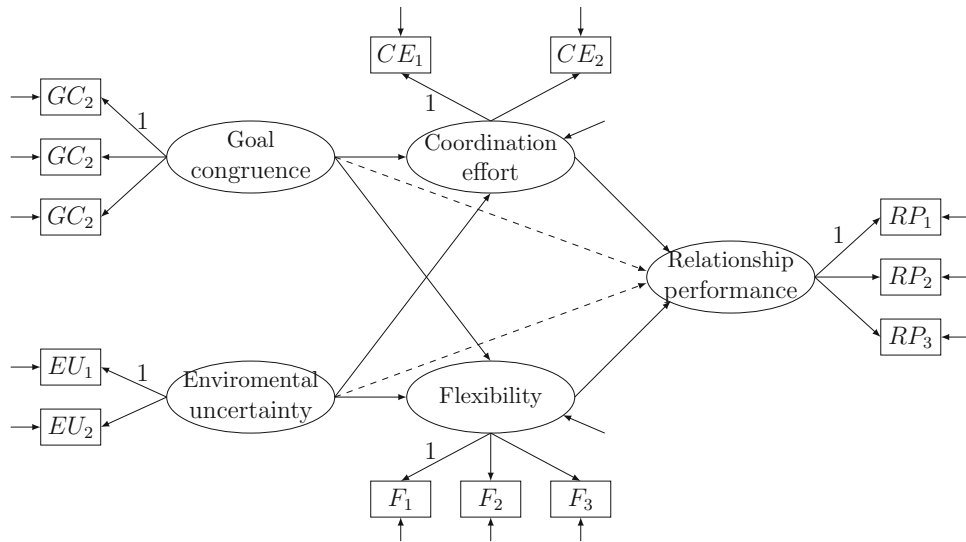 CE₁
CE₂
1
GC₂
1
GC₂
GC₂
Goal
congruence
Coordination
effort
RP₁
1
RP₂
RP₃
Relationship
performance
EU₁
1
EU₂
Enviromental
uncertainty
Flexibility
1
F₁
F₂
F₃